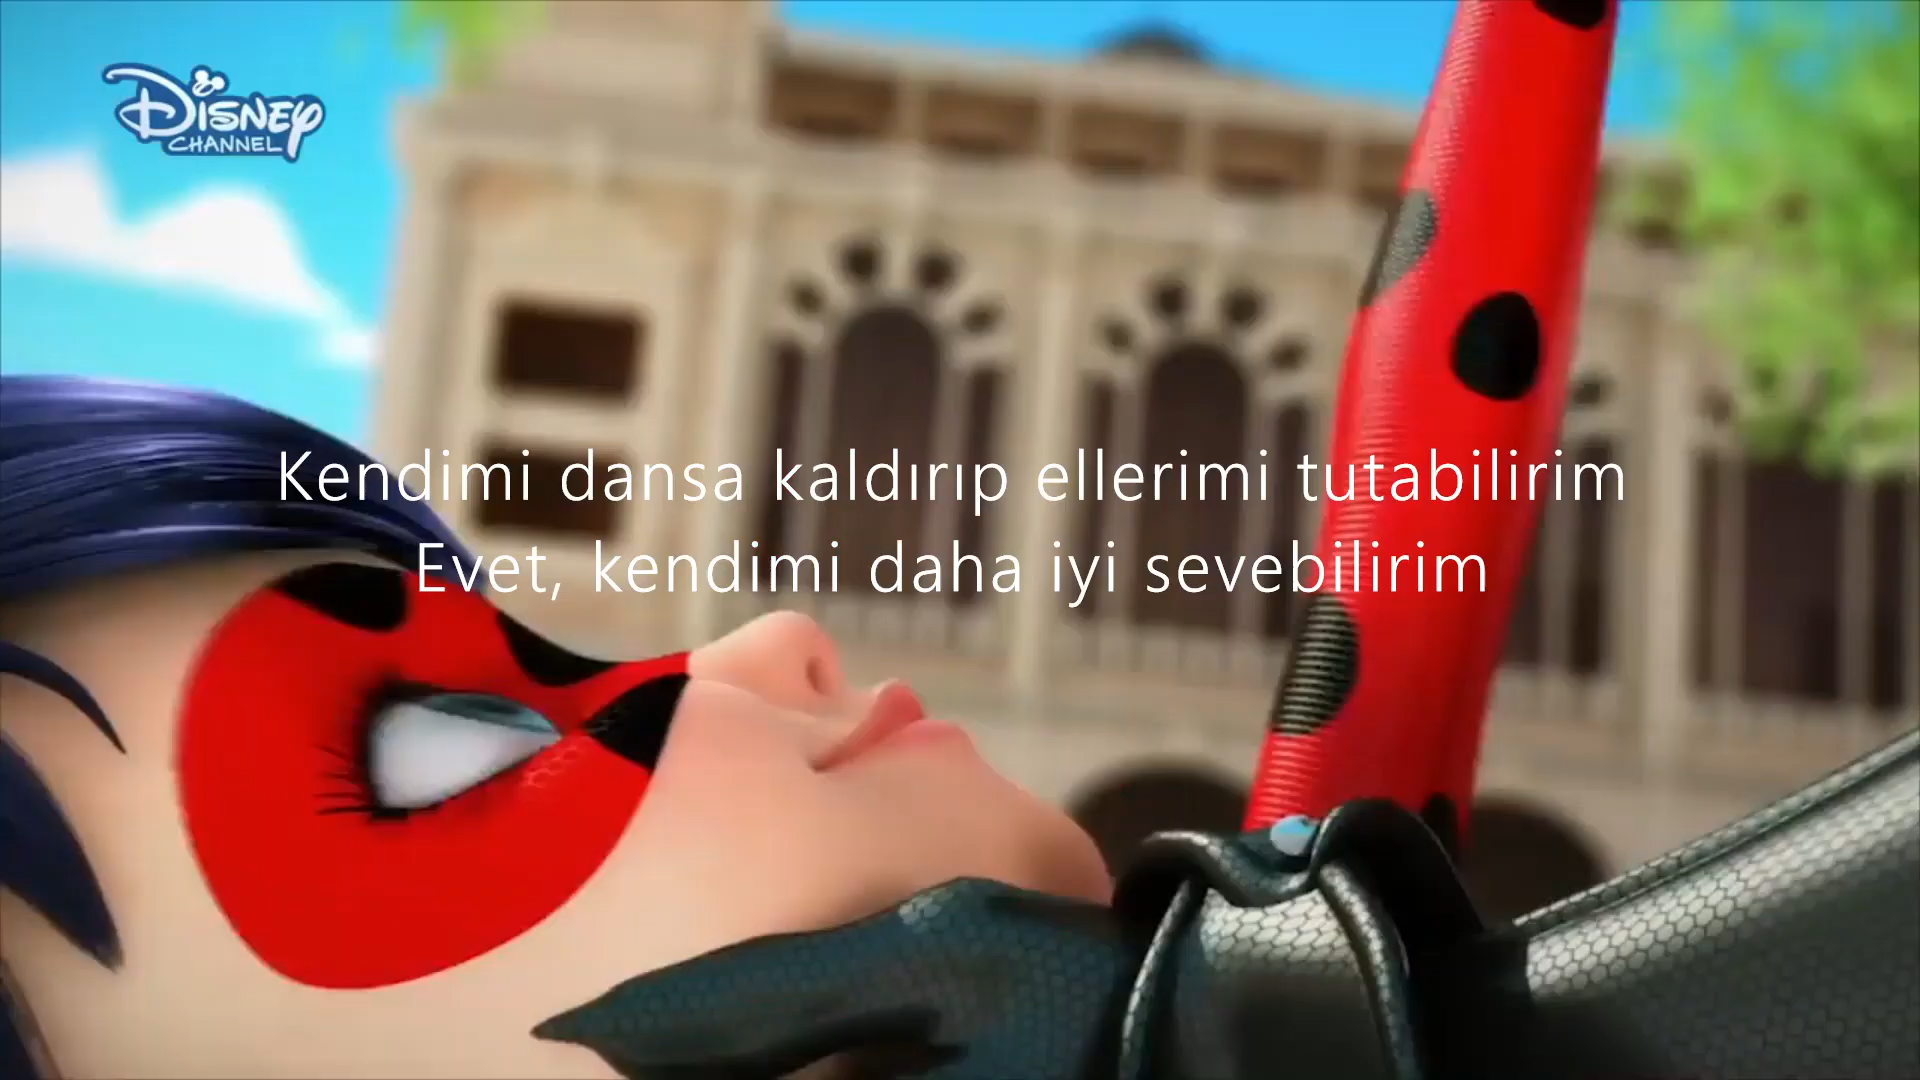 Disney
CHANNEL
Kendimi dansa kaldırıp ellerimi tutabilirim
Evet, kendimi daha iyi sevebilirim